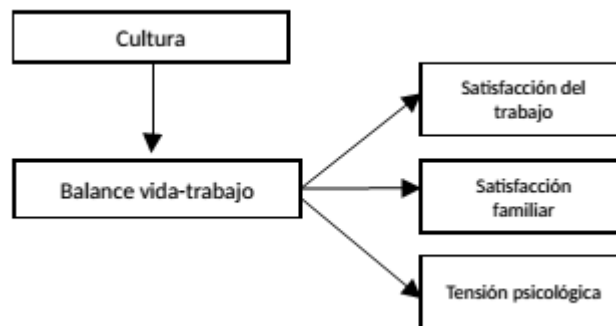 Cultura
Satisfacción del
trabajo
Balance vida-trabajo
Satisfacción
familiar
Tensión psicológica